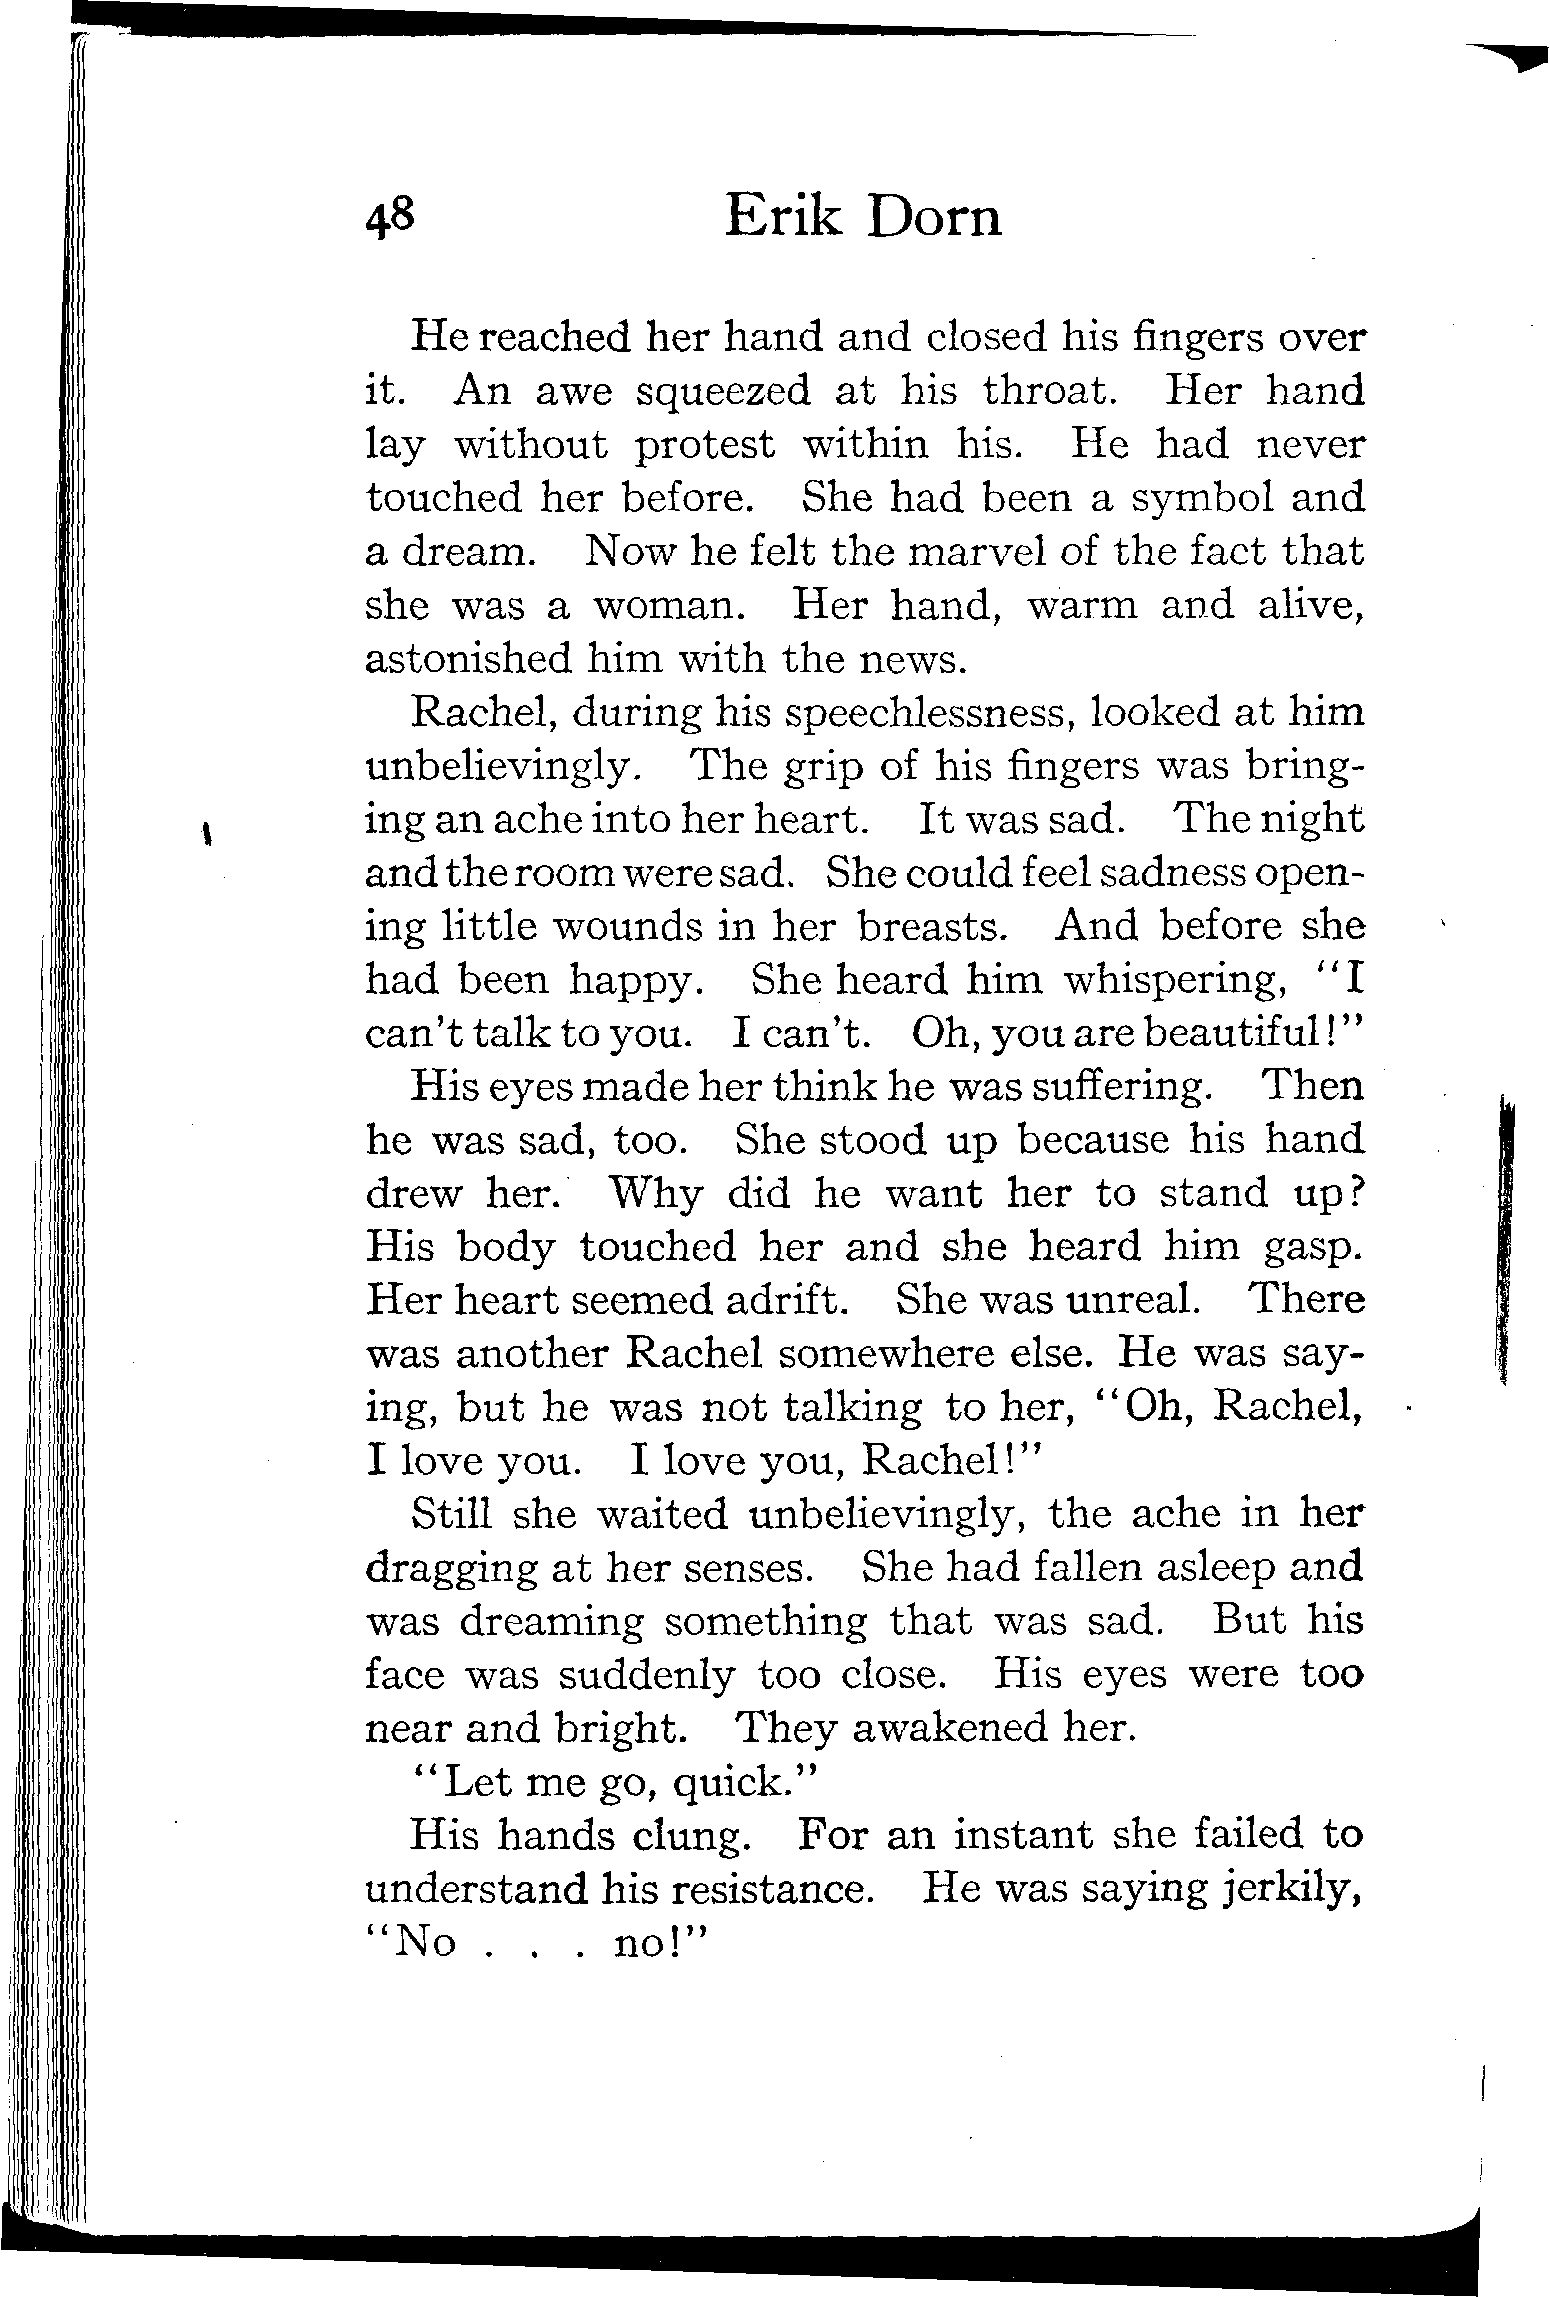 48 Erik Dorn
He reached her hand and closed his fingers over
it. An awe squeezed at his throat. Her hand
lay without protest within his. He had never
touched her before. She had been a symbol and
a dream. Now he felt the marvel of the fact that
she was a woman. Her hand, warm and alive,
astonished him with the news.
Rachel, during his speechlessness, looked at him
unbelievingly. The grip of his fingers was bring-
ing an ache into her heart. It was sad. The night
and the room were sad. She could feel sadness open-
ing little wounds in her breasts. And before she
had been happy. She heard him whispering, "I
can't talk to you. I can't. Oh, you are beautiful!"
His eyes made her think he was suffering. Then
he was sad, too. She stood up because his hand
drew her. Why did he want her to stand up?
His body touched her and she heard him gasp.
Her heart seemed adrift. She was unreal. There
was another Rachel somewhere else. He was say-
ing, but he was not talking to her, "Oh, Rachel,
I love you. I love you, Rachel!"
Still she waited unbelievingly, the ache in her
dragging at her senses. She had fallen asleep and
was dreaming something that was sad. But his
face was suddenly too close. His eyes were too
near and bright. They awakened her.
"Let me go, quick."
His hands clung. For an instant she failed to
understand his resistance. He was saying jerkily,
"No . . . no!"